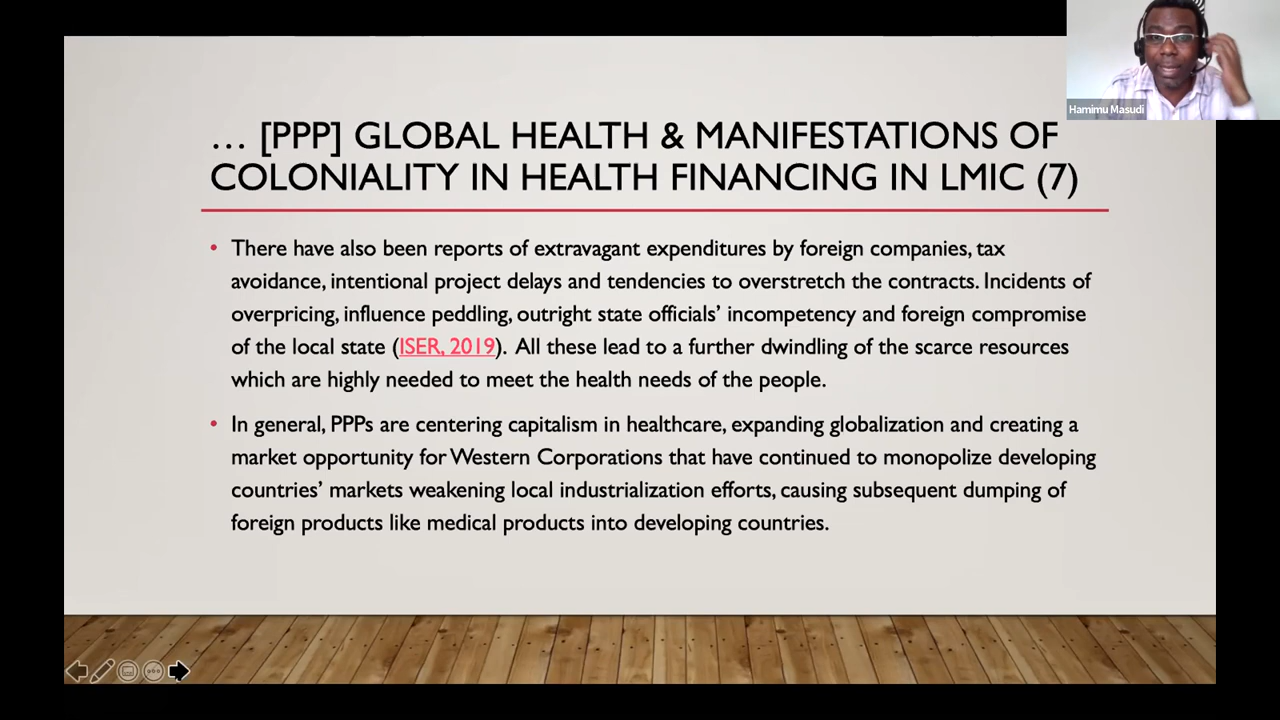 Hamimu Masudi
... [PPP] GLOBAL HEALTH & MANIFESTATIONS OF
COLONIALITY IN HEALTH FINANCING IN LMIC (7)
• There have also been reports of extravagant expenditures by foreign companies, tax
avoidance, intentional project delays and tendencies to overstretch the contracts. Incidents of
overpricing, influence peddling, outright state officials’ incompetency and foreign compromise
of the local state (ISER, 2019). All these lead to a further dwindling of the scarce resources
which are highly needed to meet the health needs of the people.
• In general, PPPs are centering capitalism in healthcare, expanding globalization and creating a
market opportunity for Western Corporations that have continued to monopolize developing
countries’ markets weakening local industrialization efforts, causing subsequent dumping of
foreign products like medical products into developing countries.